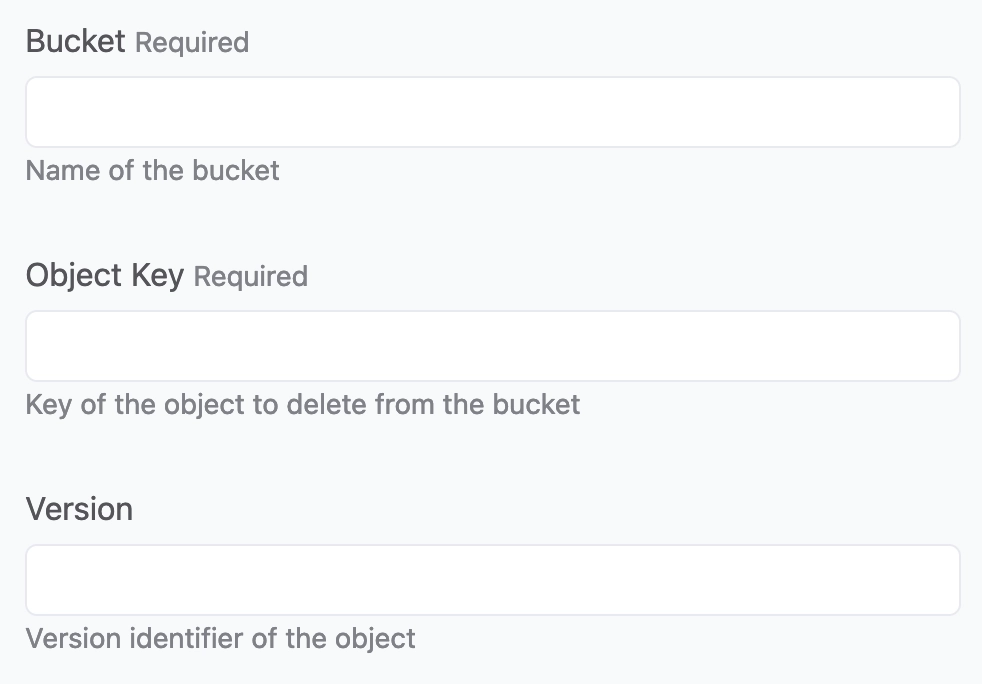 Bucket Required
Name of the bucket
Object Key Required
Key of the object to delete from the bucket
Version
Version identifier of the object